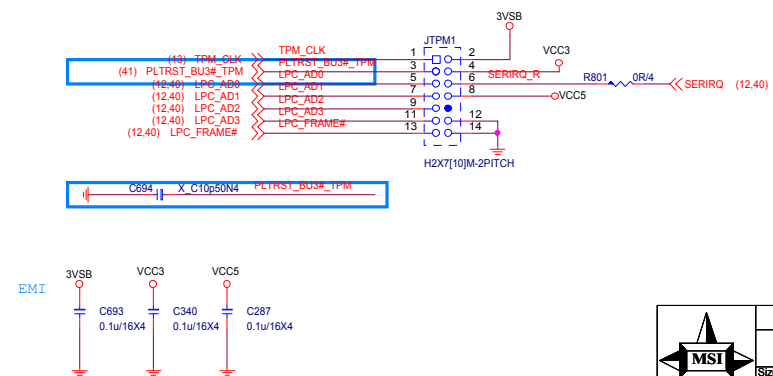 3VSB
JTPM1
VCC3
(13) TPM_CLK TPM_CLK 1 2
(41) PLTRST_BU3#_TPM PLTRST_BU3#_TPM 3 4
(12,40) LPC_AD0 LPC_AD0 5 6 SERIRQ_R R801 0R/4 SERIRQ (12,40)
(12,40) LPC_AD1 LPC_AD1 7 8 VCC5
(12,40) LPC_AD2 LPC_AD2 9
(12,40) LPC_AD3 LPC_AD3 11 12
(12,40) LPC_FRAME# LPC_FRAME# 13 14
H2X7[10]M-2PITCH
C694 X_C10p50N4 PLTRST_BU3#_TPM
EMI
3VSB VCC3 VCC5
C693 C340 C287
0.1u/16X4 0.1u/16X4 0.1u/16X4
MSI
Size